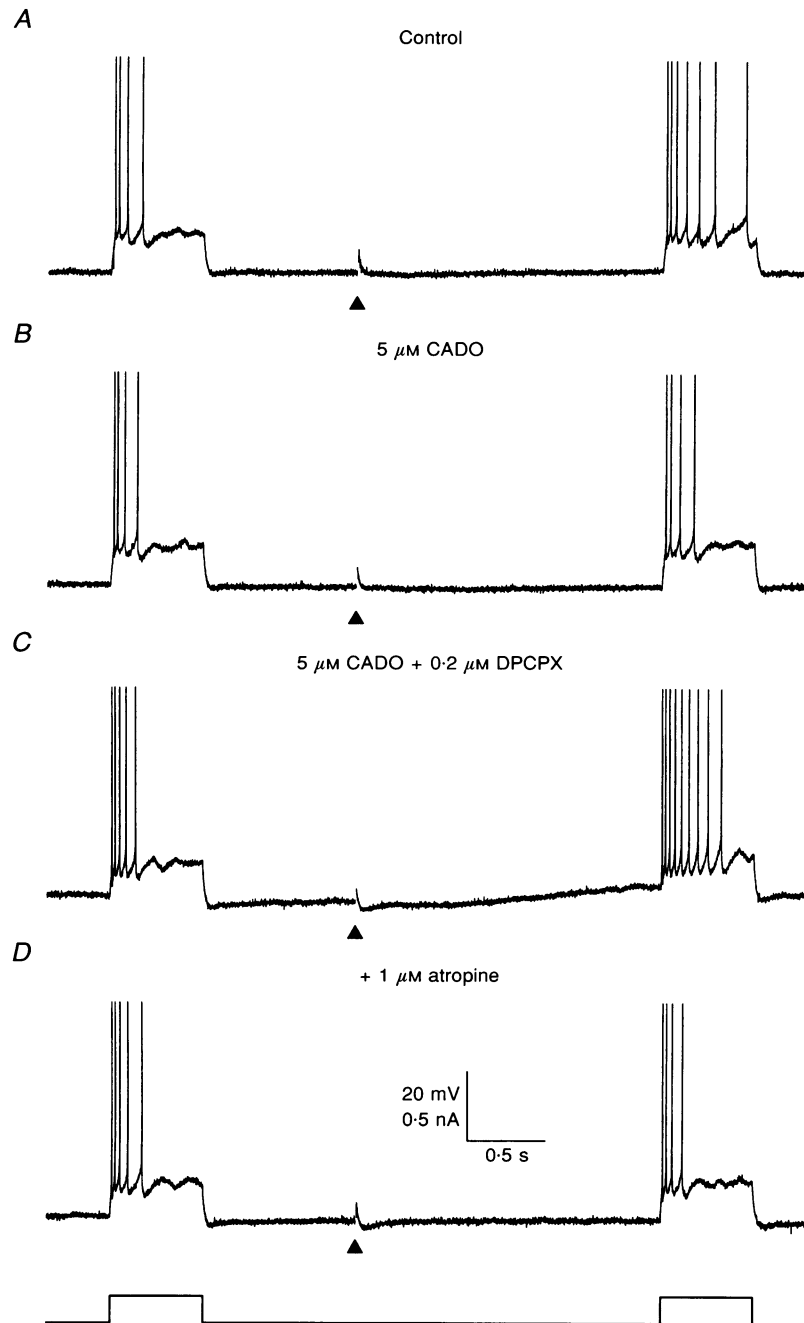 A
Control
B
5 μM CADO
C
5 μM CADO + 0·2 μM DPCPX
D
+ 1 μM atropine
20 mV
0·5 nA
0·5 s